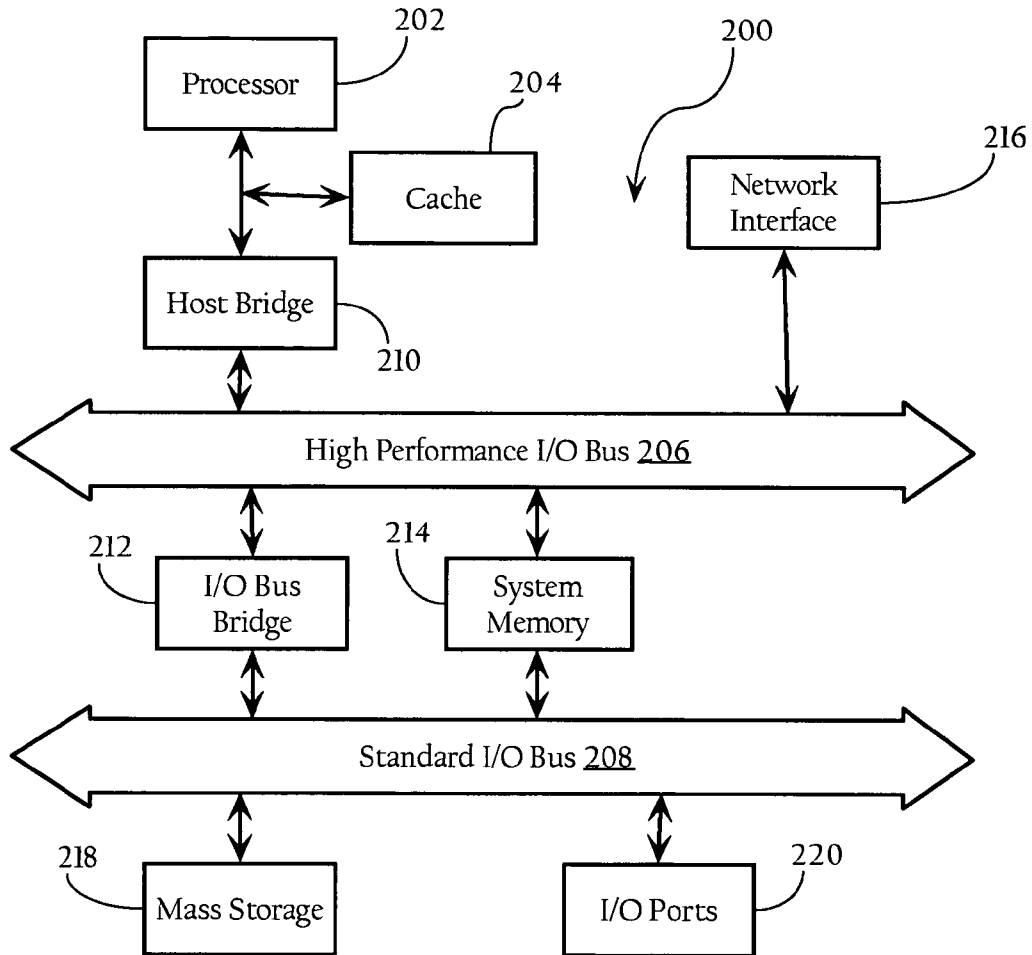 202
Processor
200
204
Cache
216
Network
Interface
Host Bridge
210
High Performance I/O Bus 206
212
I/O Bus
Bridge
214
System
Memory
Standard I/O Bus 208
218
Mass Storage
220
I/O Ports